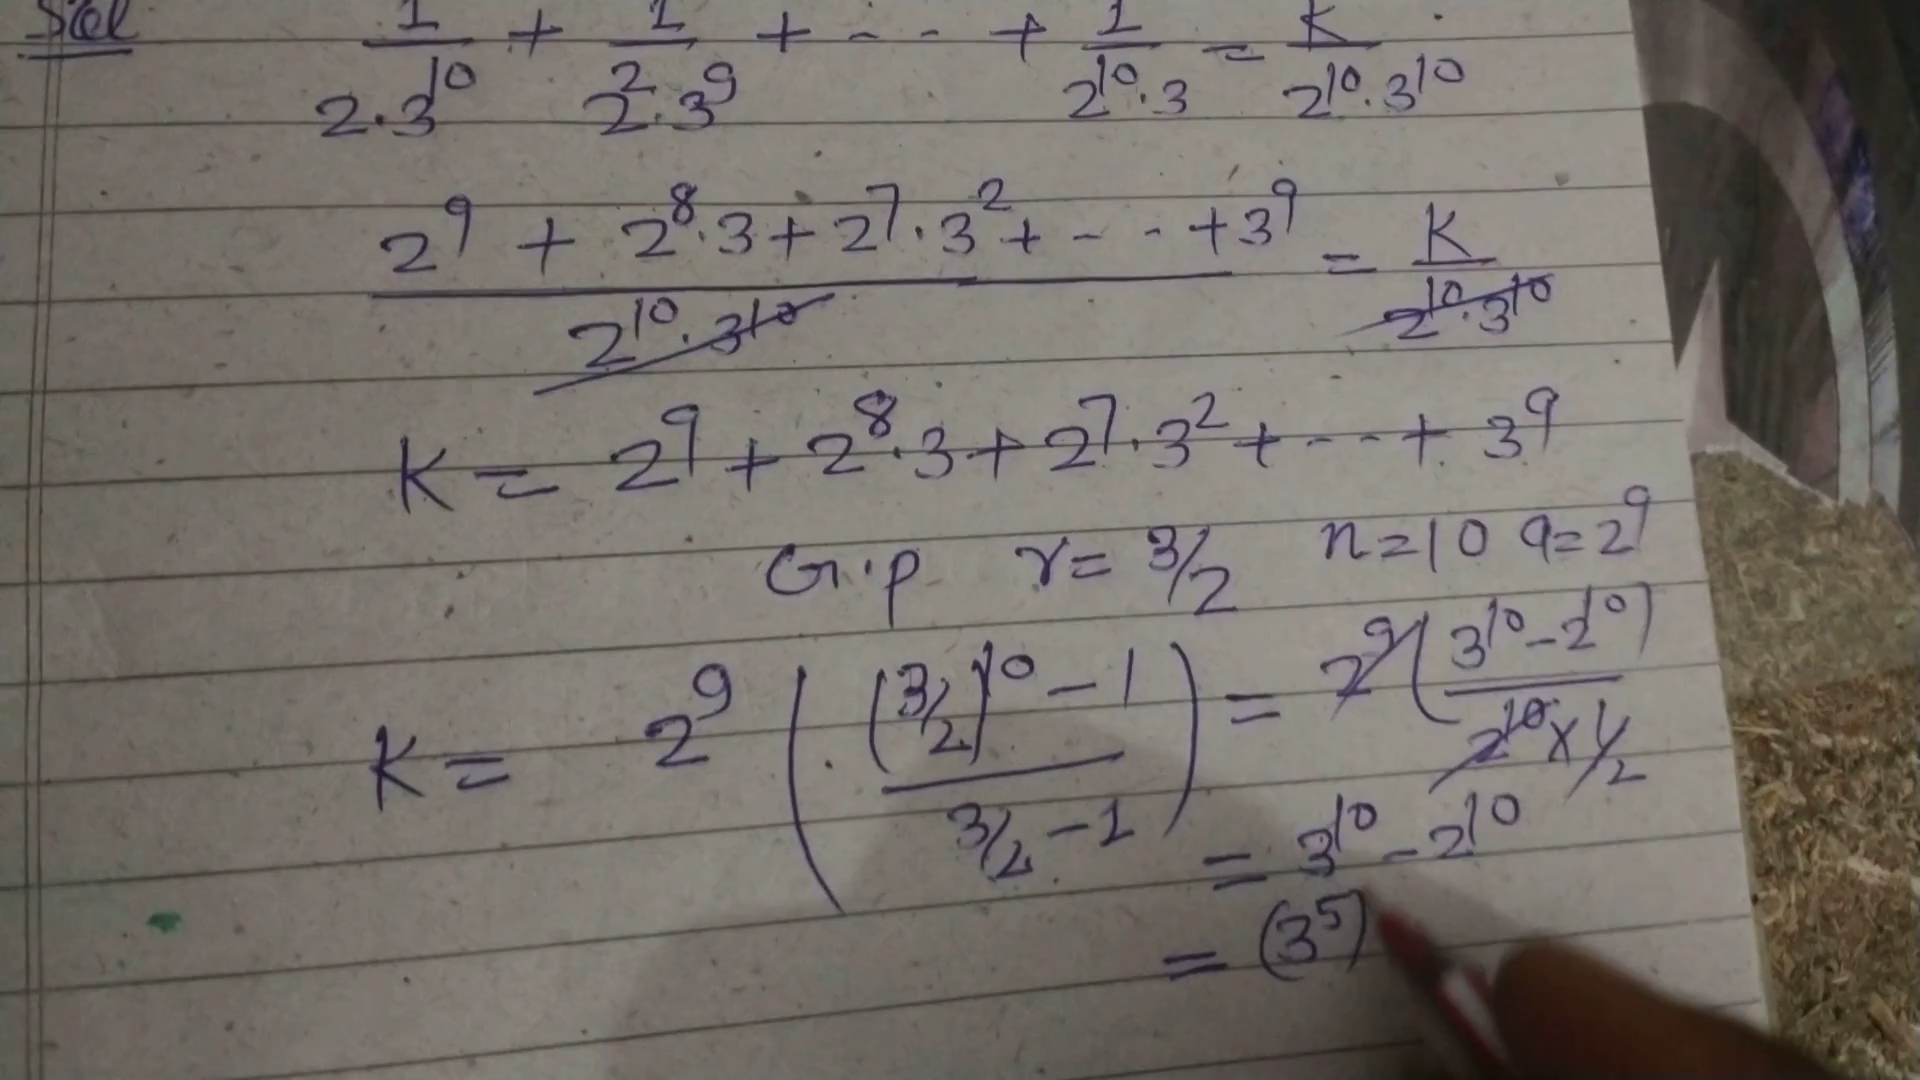 Sol 1/(2·3^10) + 1/(2^2·3^9) + - - - + 1/(2^10·3) = K/(2^10·3^10)
(2^9 + 2^8·3 + 2^7·3^2 + - - - + 3^9)/(2^10·3^10) = K/(2^10·3^10)
K = 2^9 + 2^8·3 + 2^7·3^2 + - - - + 3^9
G.P r = 3/2 n = 10 a = 2^9
K = 2^9 (((3/2)^10 - 1)/(3/2 - 1)) = 2^9 ((3^10 - 2^10)/(2^10 x 1/2))
= 3^10 - 2^10
= (3^5)